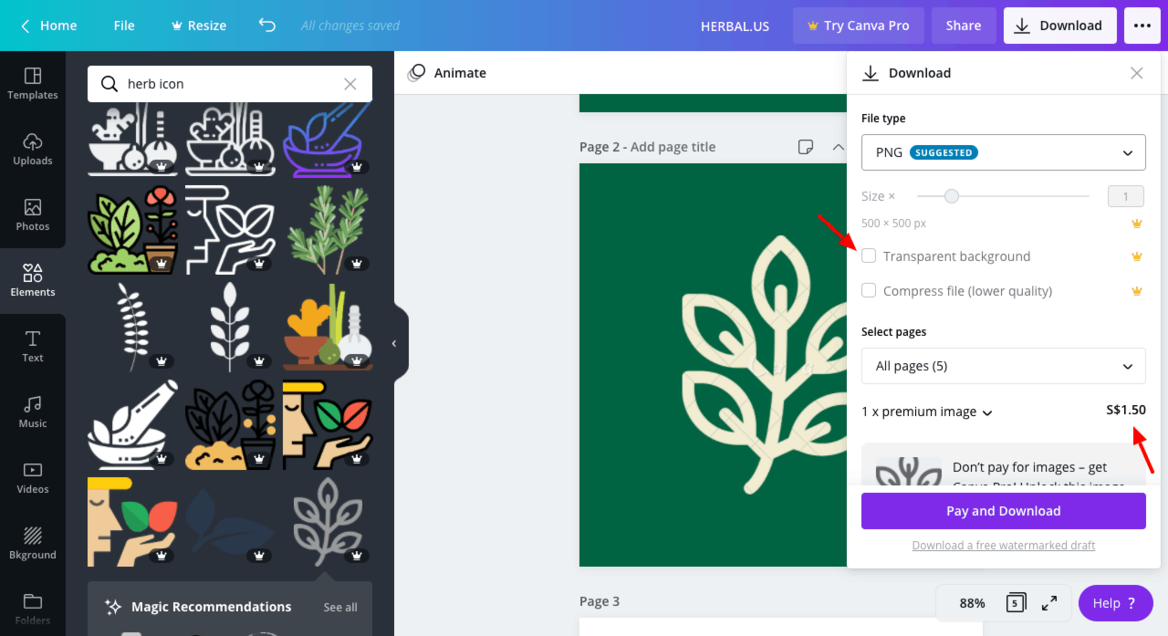 Home
File
Resize
All changes saved
HERBAL.US
Try Canva Pro
Share
Download
Templates
Uploads
Photos
Elements
Text
Music
Videos
Bkground
Folders
herb icon
Magic Recommendations
See all
Animate
Page 2 - Add page title
Page 3
Download
File type
PNG SUGGESTED
Size × 1
500 × 500 px
Transparent background
Compress file (lower quality)
Select pages
All pages (5)
1 x premium image S$1.50
Don't pay for images – get
Canva Pro! Unlock this image
Pay and Download
Download a free watermarked draft
88%
5
Help ?